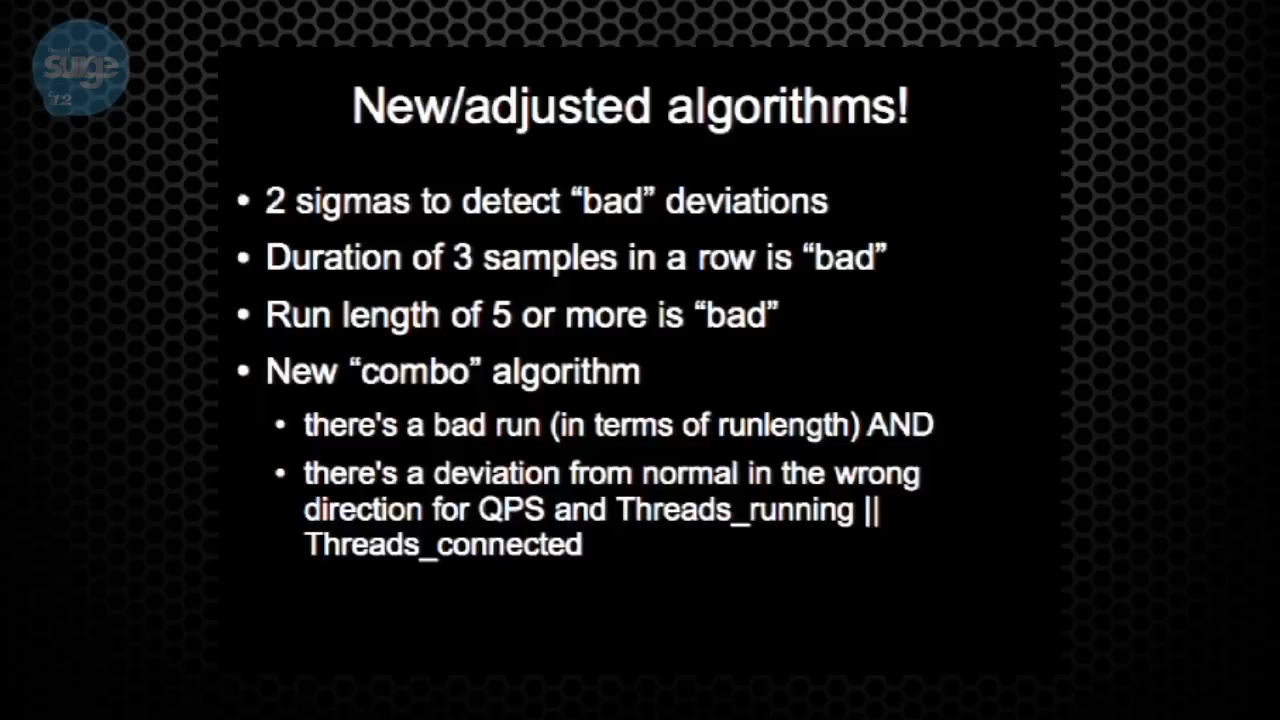 surge
'12
New/adjusted algorithms!
• 2 sigmas to detect “bad” deviations
• Duration of 3 samples in a row is “bad”
• Run length of 5 or more is “bad”
• New “combo” algorithm
• there's a bad run (in terms of runlength) AND
• there's a deviation from normal in the wrong
direction for QPS and Threads_running ||
Threads_connected